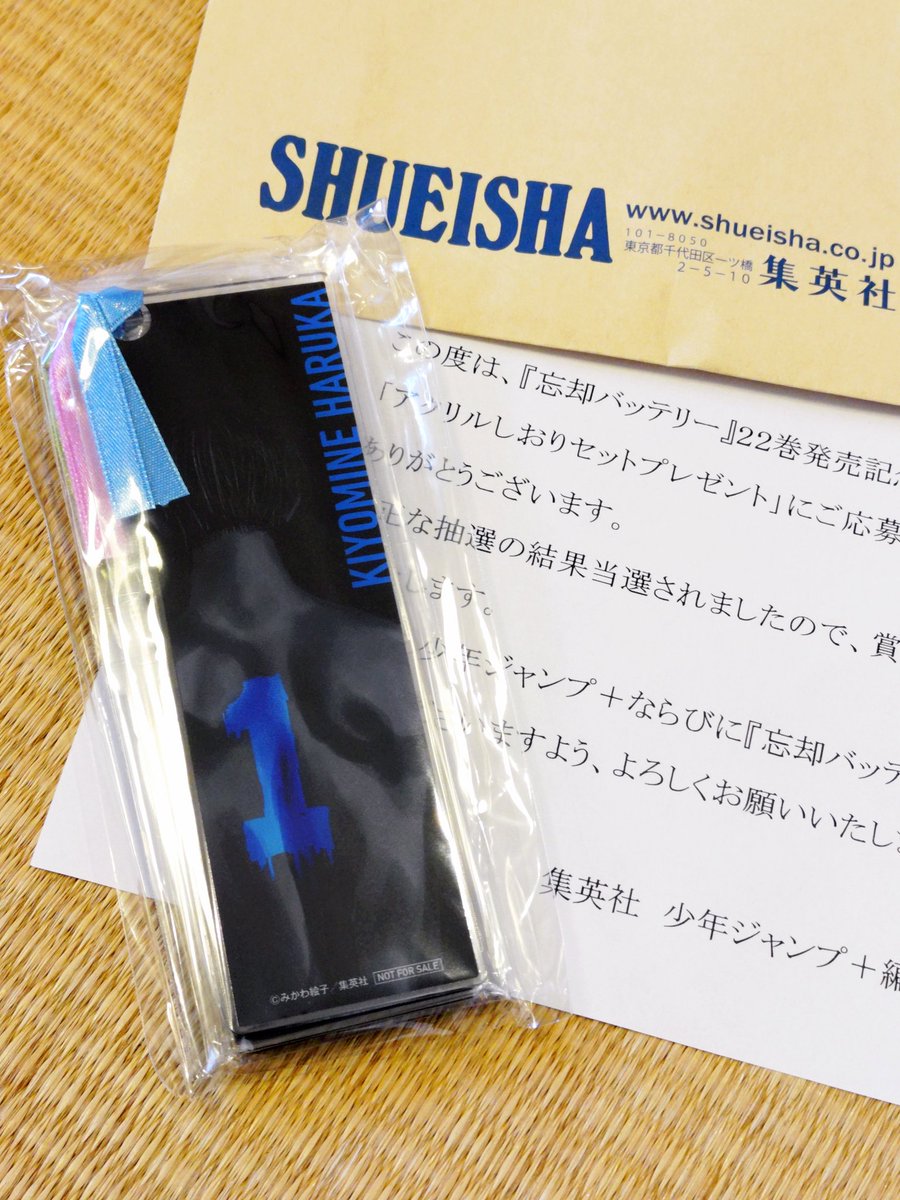 SHUEISHA
www.shueisha.co.jp
101-8050
東京都千代田区一ツ橋
2-5-10
集英社
KIYOMINE HARUKA
1
©みかわ絵子/集英社 NOT FOR SALE
この度は、『忘却バッテリー』22巻発売記念
「アクリルしおりセットプレゼント」にご応募
ありがとうございます。
な抽選の結果当選されましたので、賞
します。
少年ジャンプ+ならびに『忘却バッテ
いますよう、よろしくお願いいたしま
集英社 少年ジャンプ+編